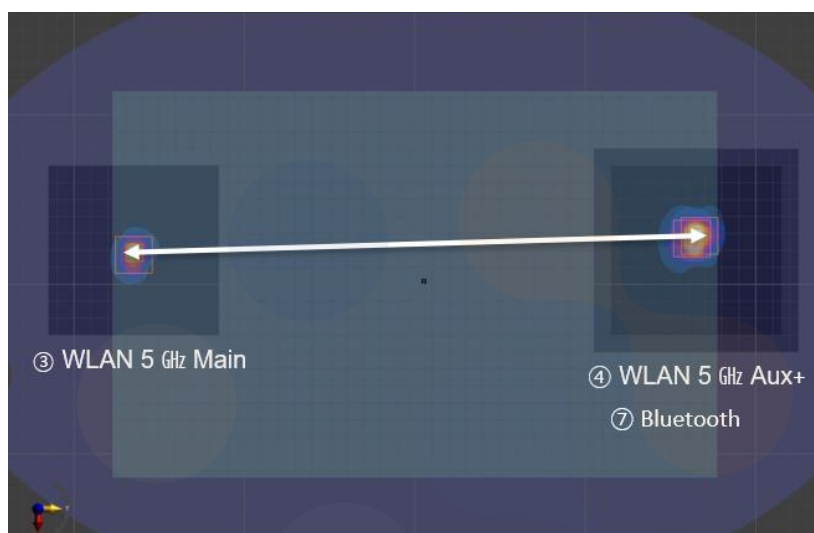 ③ WLAN 5 ㎓ Main
④ WLAN 5 ㎓ Aux+
⑦ Bluetooth